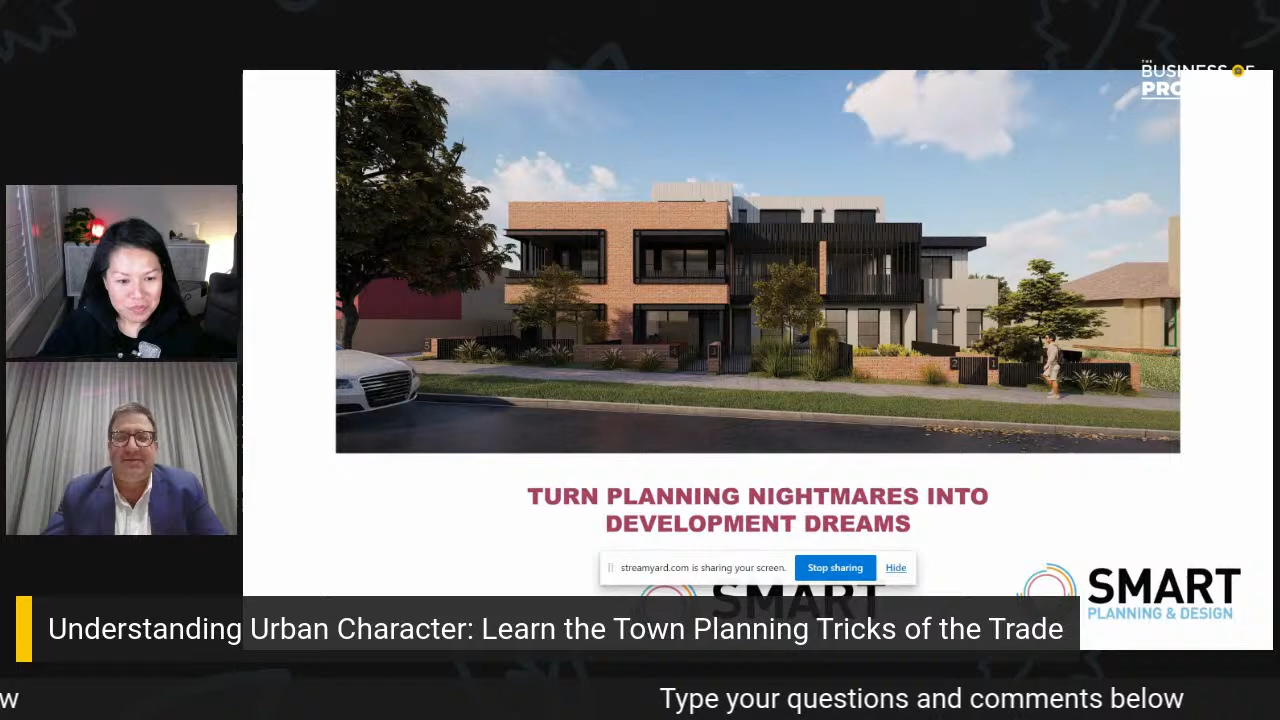 THE
BUSINESS OF
PRO
TURN PLANNING NIGHTMARES INTO
DEVELOPMENT DREAMS
streamyard.com is sharing your screen.
Stop sharing
Hide
SMART
SMART
PLANNING & DESIGN
Understanding Urban Character: Learn the Town Planning Tricks of the Trade
w
Type your questions and comments below